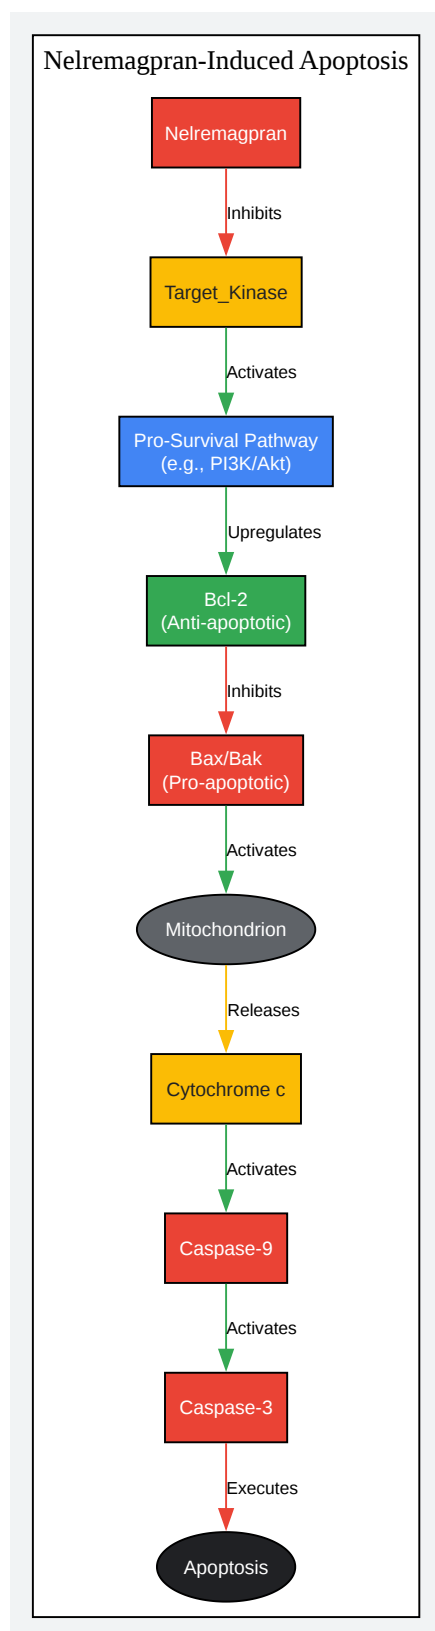 Nelremagpran-Induced Apoptosis
Nelremagpran
Inhibits
Target_Kinase
Activates
Pro-Survival Pathway
(e.g., PI3K/Akt)
Upregulates
Bcl-2
(Anti-apoptotic)
Inhibits
Bax/Bak
(Pro-apoptotic)
Activates
Mitochondrion
Releases
Cytochrome c
Activates
Caspase-9
Activates
Caspase-3
Executes
Apoptosis